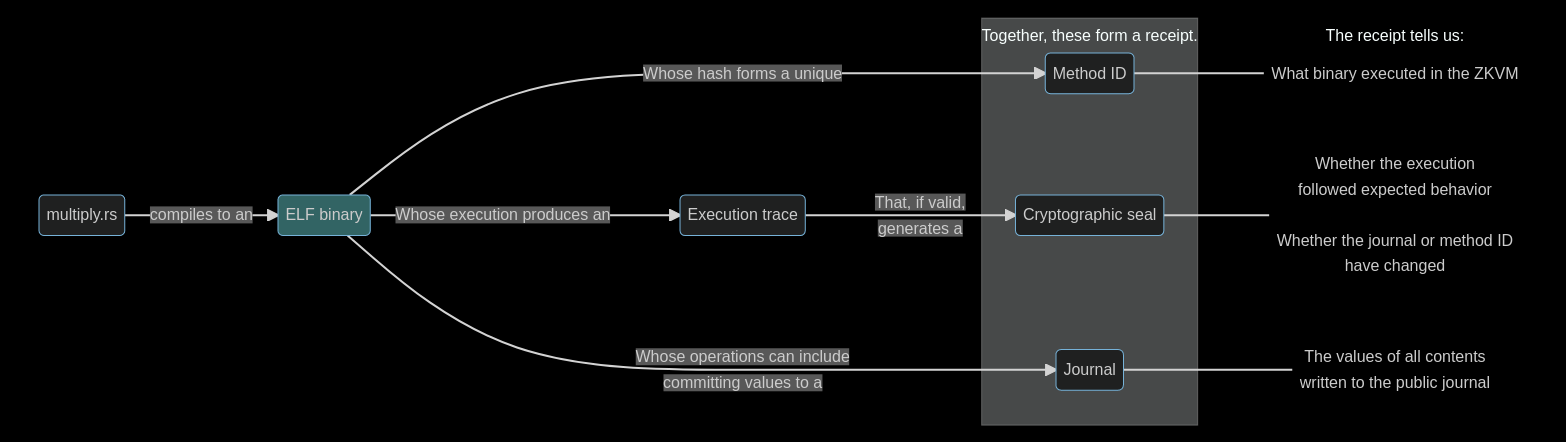 Together, these form a receipt.
The receipt tells us:
Whose hash forms a unique
Method ID
What binary executed in the ZKVM
multiply.rs
compiles to an
ELF binary
Whose execution produces an
Execution trace
That, if valid,
generates a
Cryptographic seal
Whether the execution
followed expected behavior
Whether the journal or method ID
have changed
Whose operations can include
committing values to a
Journal
The values of all contents
written to the public journal